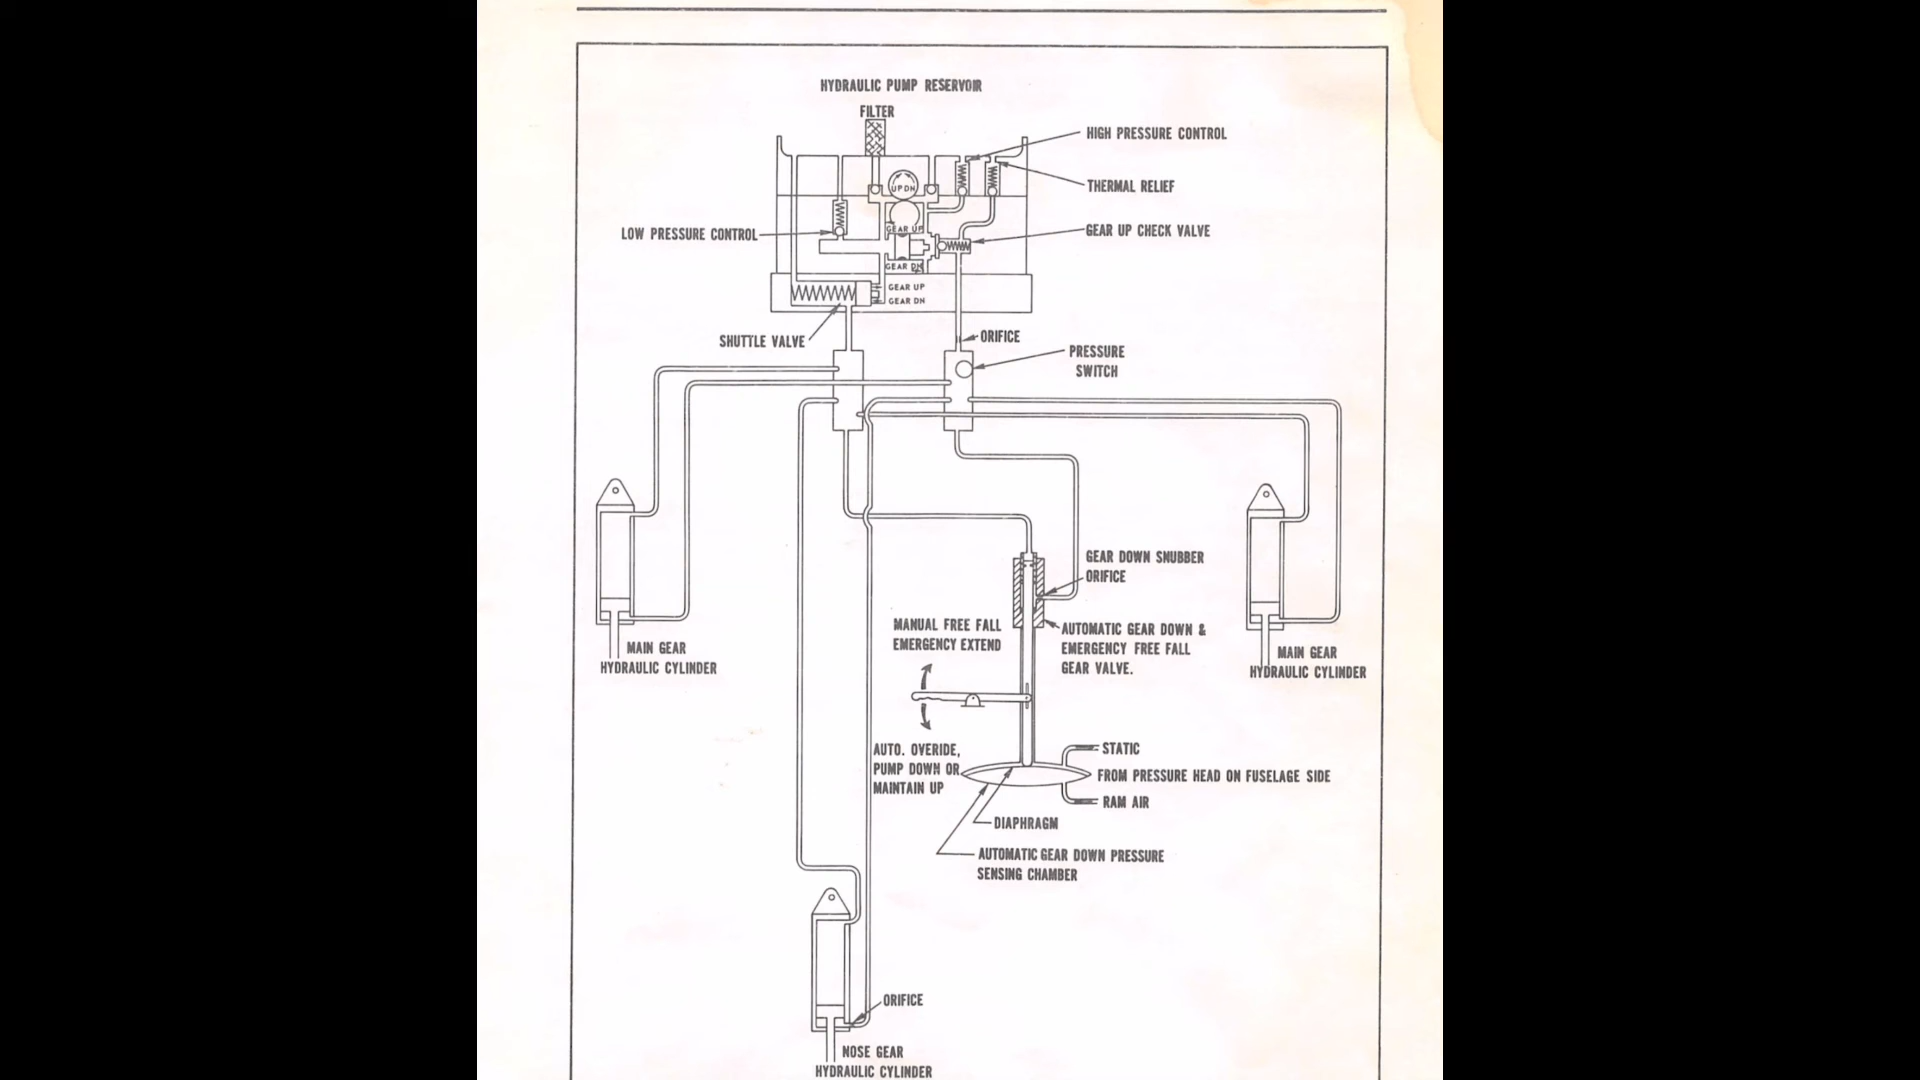 HYDRAULIC PUMP RESERVOIR
FILTER
HIGH PRESSURE CONTROL
UP DN
THERMAL RELIEF
LOW PRESSURE CONTROL
GEAR UP
GEAR UP CHECK VALVE
GEAR DN
GEAR UP
GEAR DN
SHUTTLE VALVE
ORIFICE
PRESSURE
SWITCH
GEAR DOWN SNUBBER
ORIFICE
MANUAL FREE FALL
EMERGENCY EXTEND
AUTOMATIC GEAR DOWN &
EMERGENCY FREE FALL
GEAR VALVE.
MAIN GEAR
HYDRAULIC CYLINDER
MAIN GEAR
HYDRAULIC CYLINDER
AUTO. OVERIDE,
PUMP DOWN OR
MAINTAIN UP
STATIC
FROM PRESSURE HEAD ON FUSELAGE SIDE
RAM AIR
DIAPHRAGM
AUTOMATIC GEAR DOWN PRESSURE
SENSING CHAMBER
ORIFICE
NOSE GEAR
HYDRAULIC CYLINDER